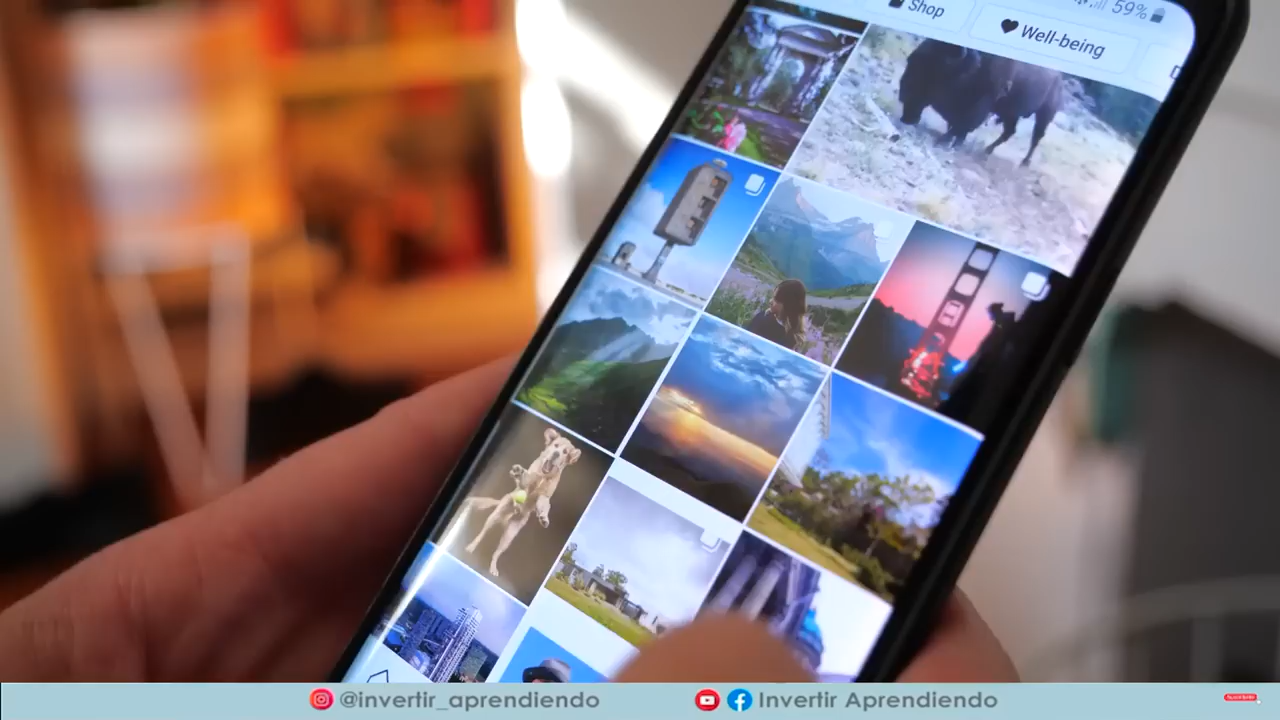 59%
Shop
Well-being
@invertir_aprendiendo
Invertir Aprendiendo